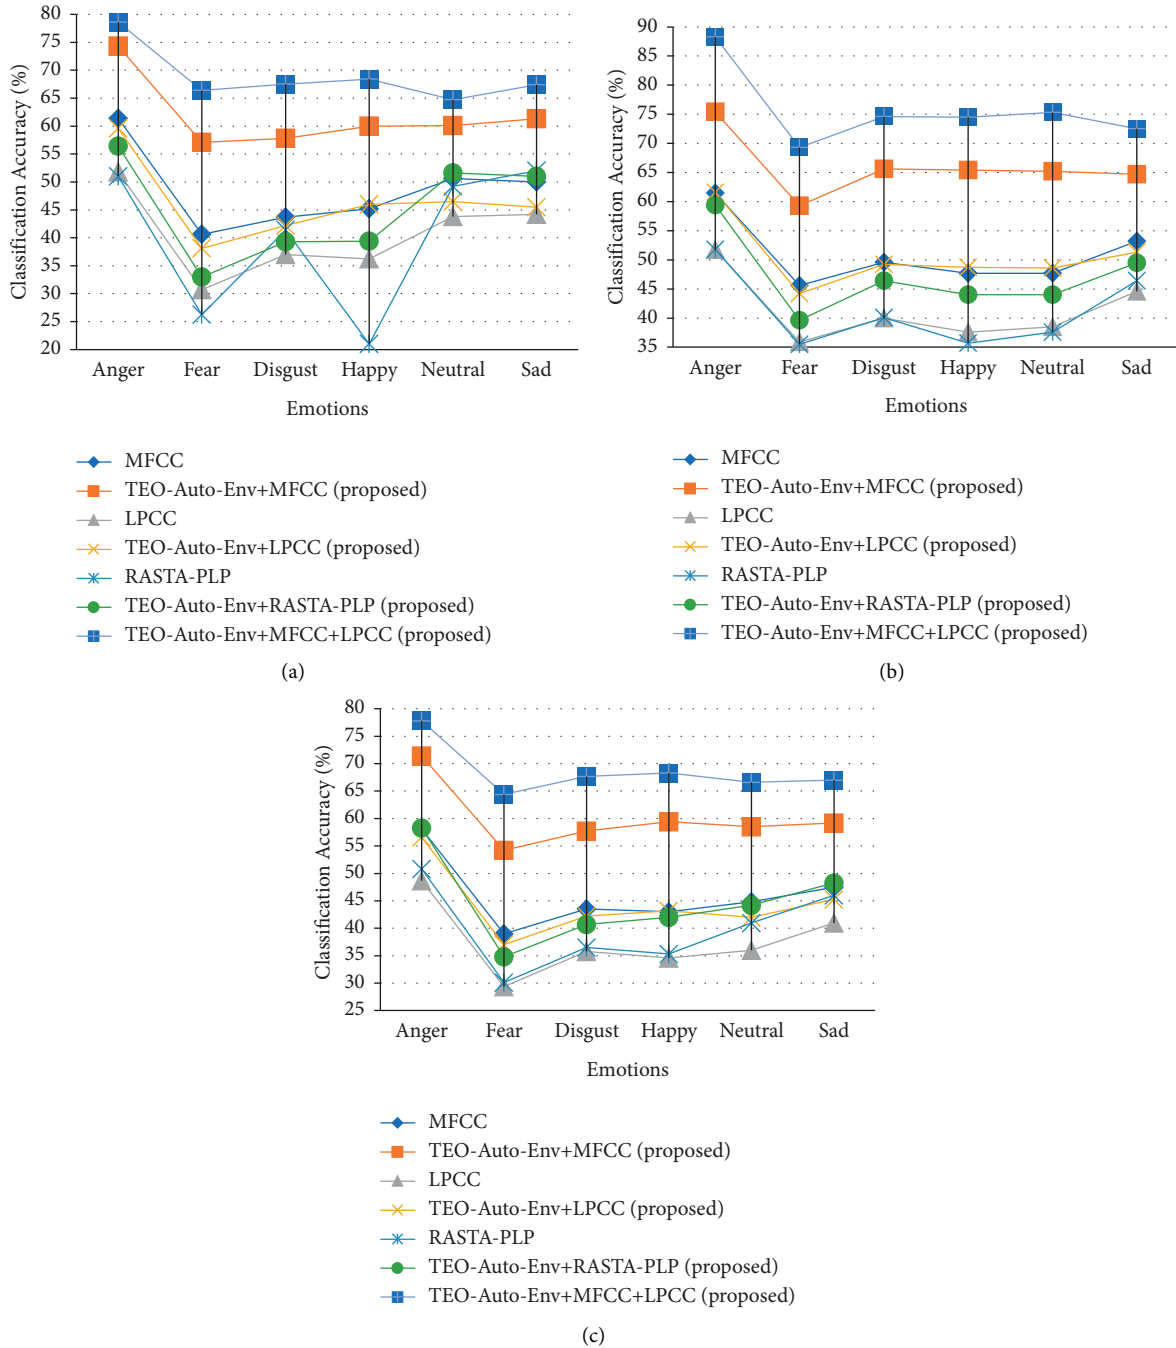 Classification Accuracy (%)
80
75
70
65
60
55
50
45
40
35
30
25
20
Anger Fear Disgust Happy Neutral Sad
Emotions
MFCC
TEO-Auto-Env+MFCC (proposed)
LPCC
TEO-Auto-Env+LPCC (proposed)
RASTA-PLP
TEO-Auto-Env+RASTA-PLP (proposed)
TEO-Auto-Env+MFCC+LPCC (proposed)
(a)
Classification Accuracy (%)
90
85
80
75
70
65
60
55
50
45
40
35
Anger Fear Disgust Happy Neutral Sad
Emotions
MFCC
TEO-Auto-Env+MFCC (proposed)
LPCC
TEO-Auto-Env+LPCC (proposed)
RASTA-PLP
TEO-Auto-Env+RASTA-PLP (proposed)
TEO-Auto-Env+MFCC+LPCC (proposed)
(b)
Classification Accuracy (%)
80
75
70
65
60
55
50
45
40
35
30
25
Anger Fear Disgust Happy Neutral Sad
Emotions
MFCC
TEO-Auto-Env+MFCC (proposed)
LPCC
TEO-Auto-Env+LPCC (proposed)
RASTA-PLP
TEO-Auto-Env+RASTA-PLP (proposed)
TEO-Auto-Env+MFCC+LPCC (proposed)
(c)